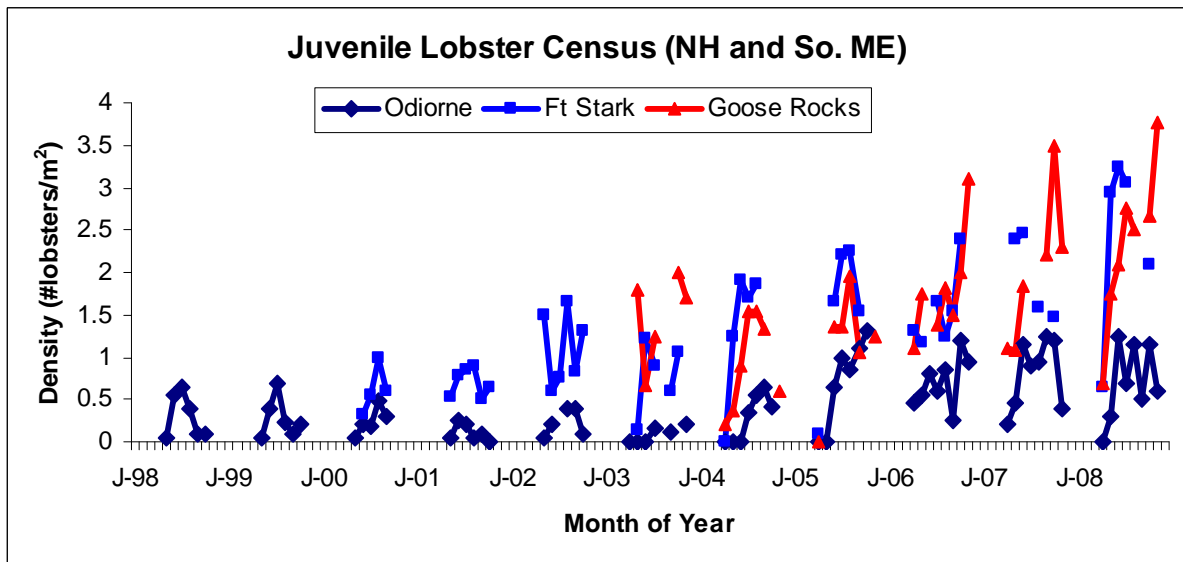 Juvenile Lobster Census (NH and So. ME)
Odiorne Ft Stark Goose Rocks
Density (#lobsters/m²)
4
3.5
3
2.5
2
1.5
1
0.5
0
J-98 J-99 J-00 J-01 J-02 J-03 J-04 J-05 J-06 J-07 J-08
Month of Year